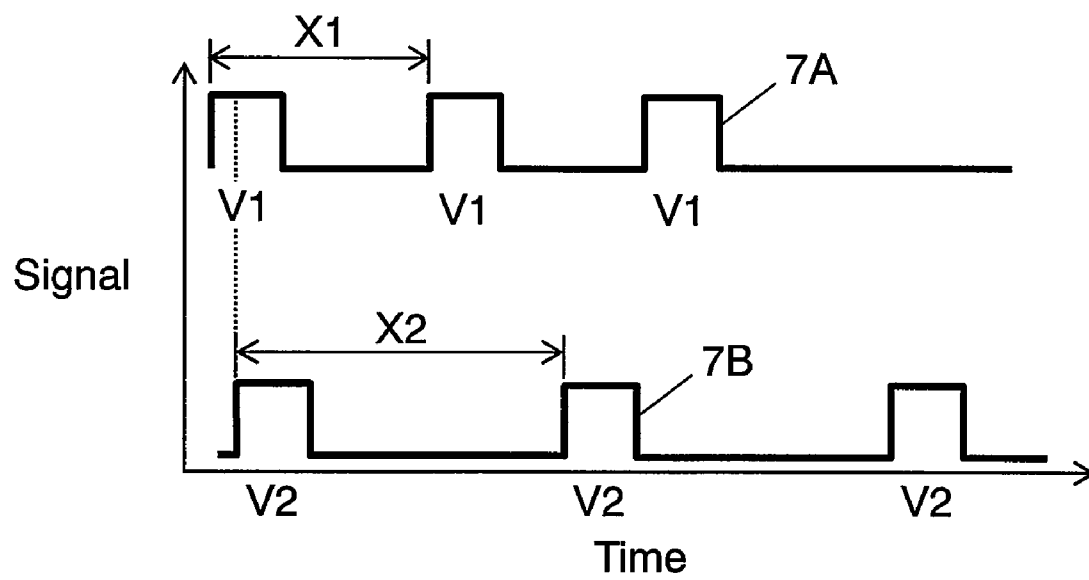 X1
7A
V1 V1 V1
Signal
X2
7B
V2 V2 V2
Time